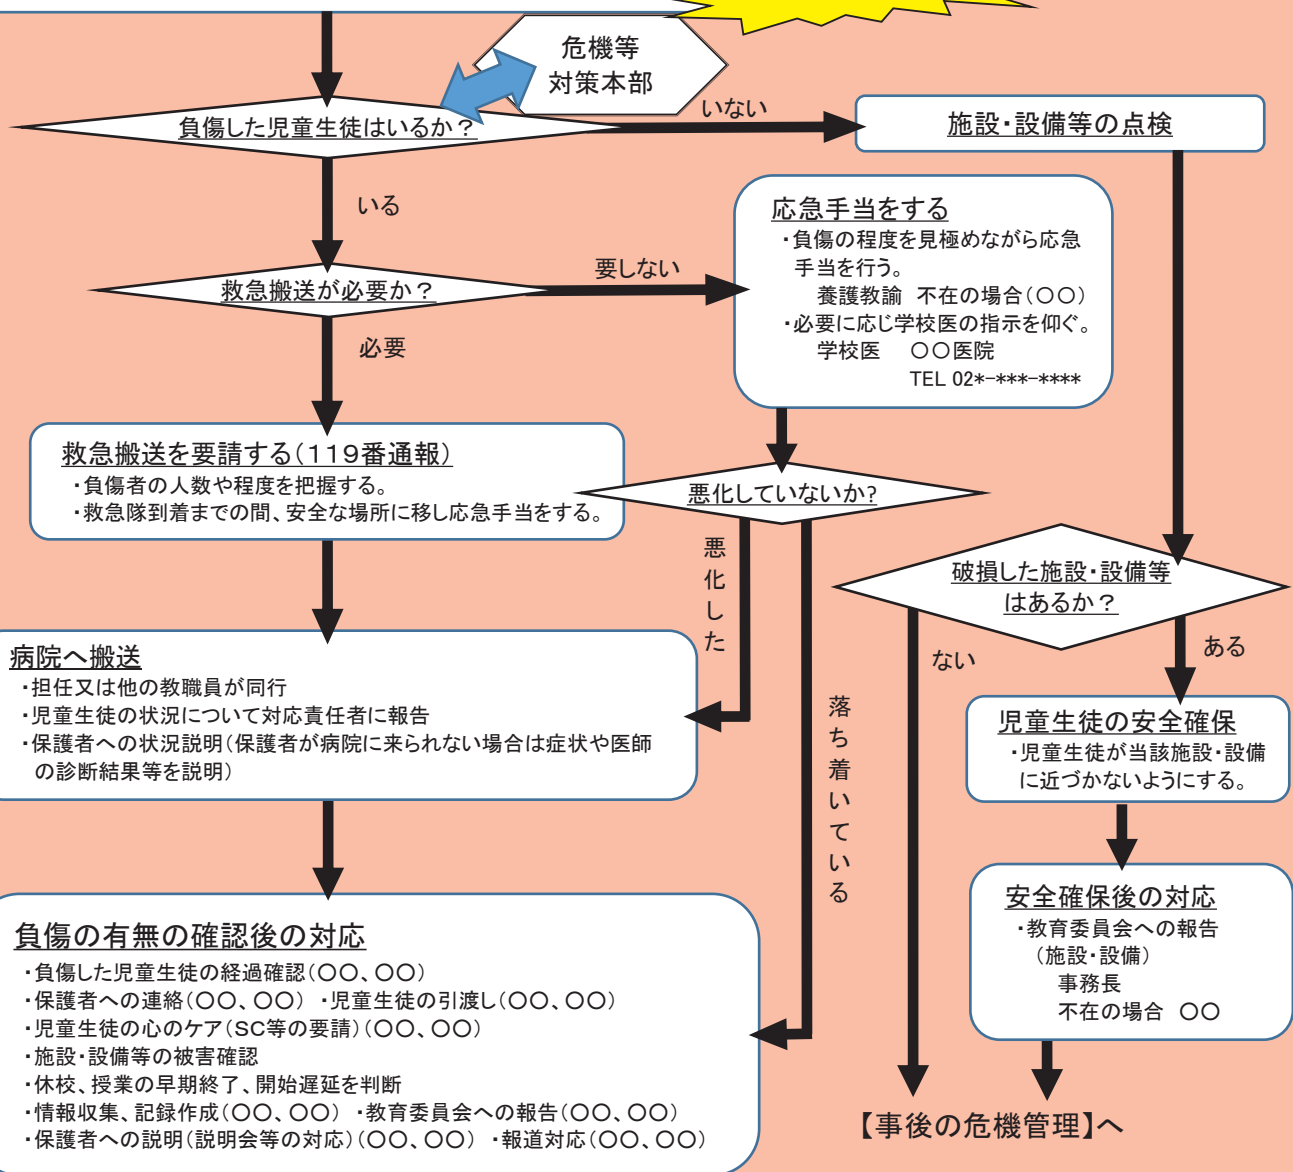 危機等
対策本部
負傷した児童生徒はいるか？
いない
施設・設備等の点検
いる
応急手当をする
・負傷の程度を見極めながら応急
手当を行う。
養護教諭　不在の場合（〇〇）
・必要に応じ学校医の指示を仰ぐ。
学校医　〇〇医院
TEL 02*-***-****
救急搬送が必要か？
要しない
必要
救急搬送を要請する（119番通報）
・負傷者の人数や程度を把握する。
・救急隊到着までの間、安全な場所に移し応急手当をする。
悪化していないか?
悪化した
落ち着いている
破損した施設・設備等
はあるか？
ない
ある
病院へ搬送
・担任又は他の教職員が同行
・児童生徒の状況について対応責任者に報告
・保護者への状況説明（保護者が病院に来られない場合は症状や医師
の診断結果等を説明）
児童生徒の安全確保
・児童生徒が当該施設・設備
に近づかないようにする。
安全確保後の対応
・教育委員会への報告
（施設・設備）
事務長
不在の場合　〇〇
負傷の有無の確認後の対応
・負傷した児童生徒の経過確認（〇〇、〇〇）
・保護者への連絡（〇〇、〇〇）　・児童生徒の引渡し（〇〇、〇〇）
・児童生徒の心のケア（SC等の要請）（〇〇、〇〇）
・施設・設備等の被害確認
・休校、授業の早期終了、開始遅延を判断
・情報収集、記録作成（〇〇、〇〇）　・教育委員会への報告（〇〇、〇〇）
・保護者への説明（説明会等の対応）（〇〇、〇〇）　・報道対応（〇〇、〇〇）
【事後の危機管理】へ